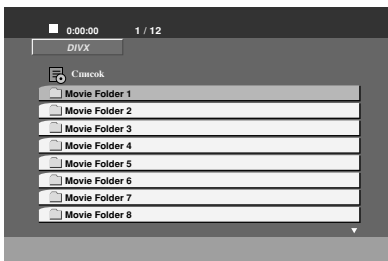 0:00:00 1 / 12
DIVX
Список
Movie Folder 1
Movie Folder 2
Movie Folder 3
Movie Folder 4
Movie Folder 5
Movie Folder 6
Movie Folder 7
Movie Folder 8